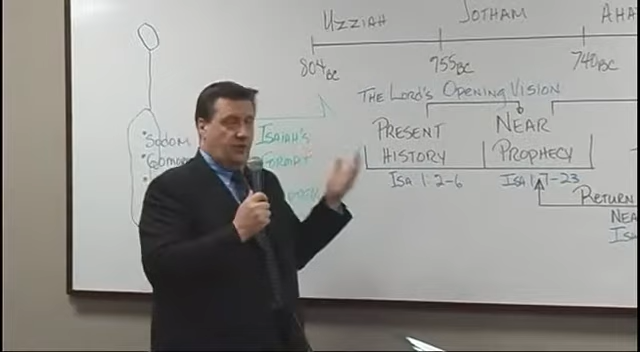 UZZIAH JOTHAM AHA
804BC 755BC 740BC
THE LORD'S OPENING VISION
PRESENT HISTORY
NEAR PROPHECY
ISA 1:2-6
ISA 1:7-23
RETURN
NEA
ISA
• SODOM
• GOMOR
ISAIAH'S
FORMAT